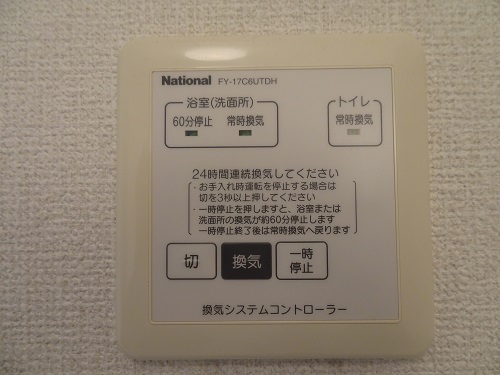 National FY-17C6UTDH
浴室(洗面所)
60分停止 常時換気
トイレ
常時換気
24時間連続換気してください
・お手入れ時運転を停止する場合は
切を3秒以上押してください
・一時停止を押しますと、浴室または
洗面所の換気が約60分停止します
一時停止終了後は常時換気へ戻ります
切
換気
一時
停止
換気システムコントローラー